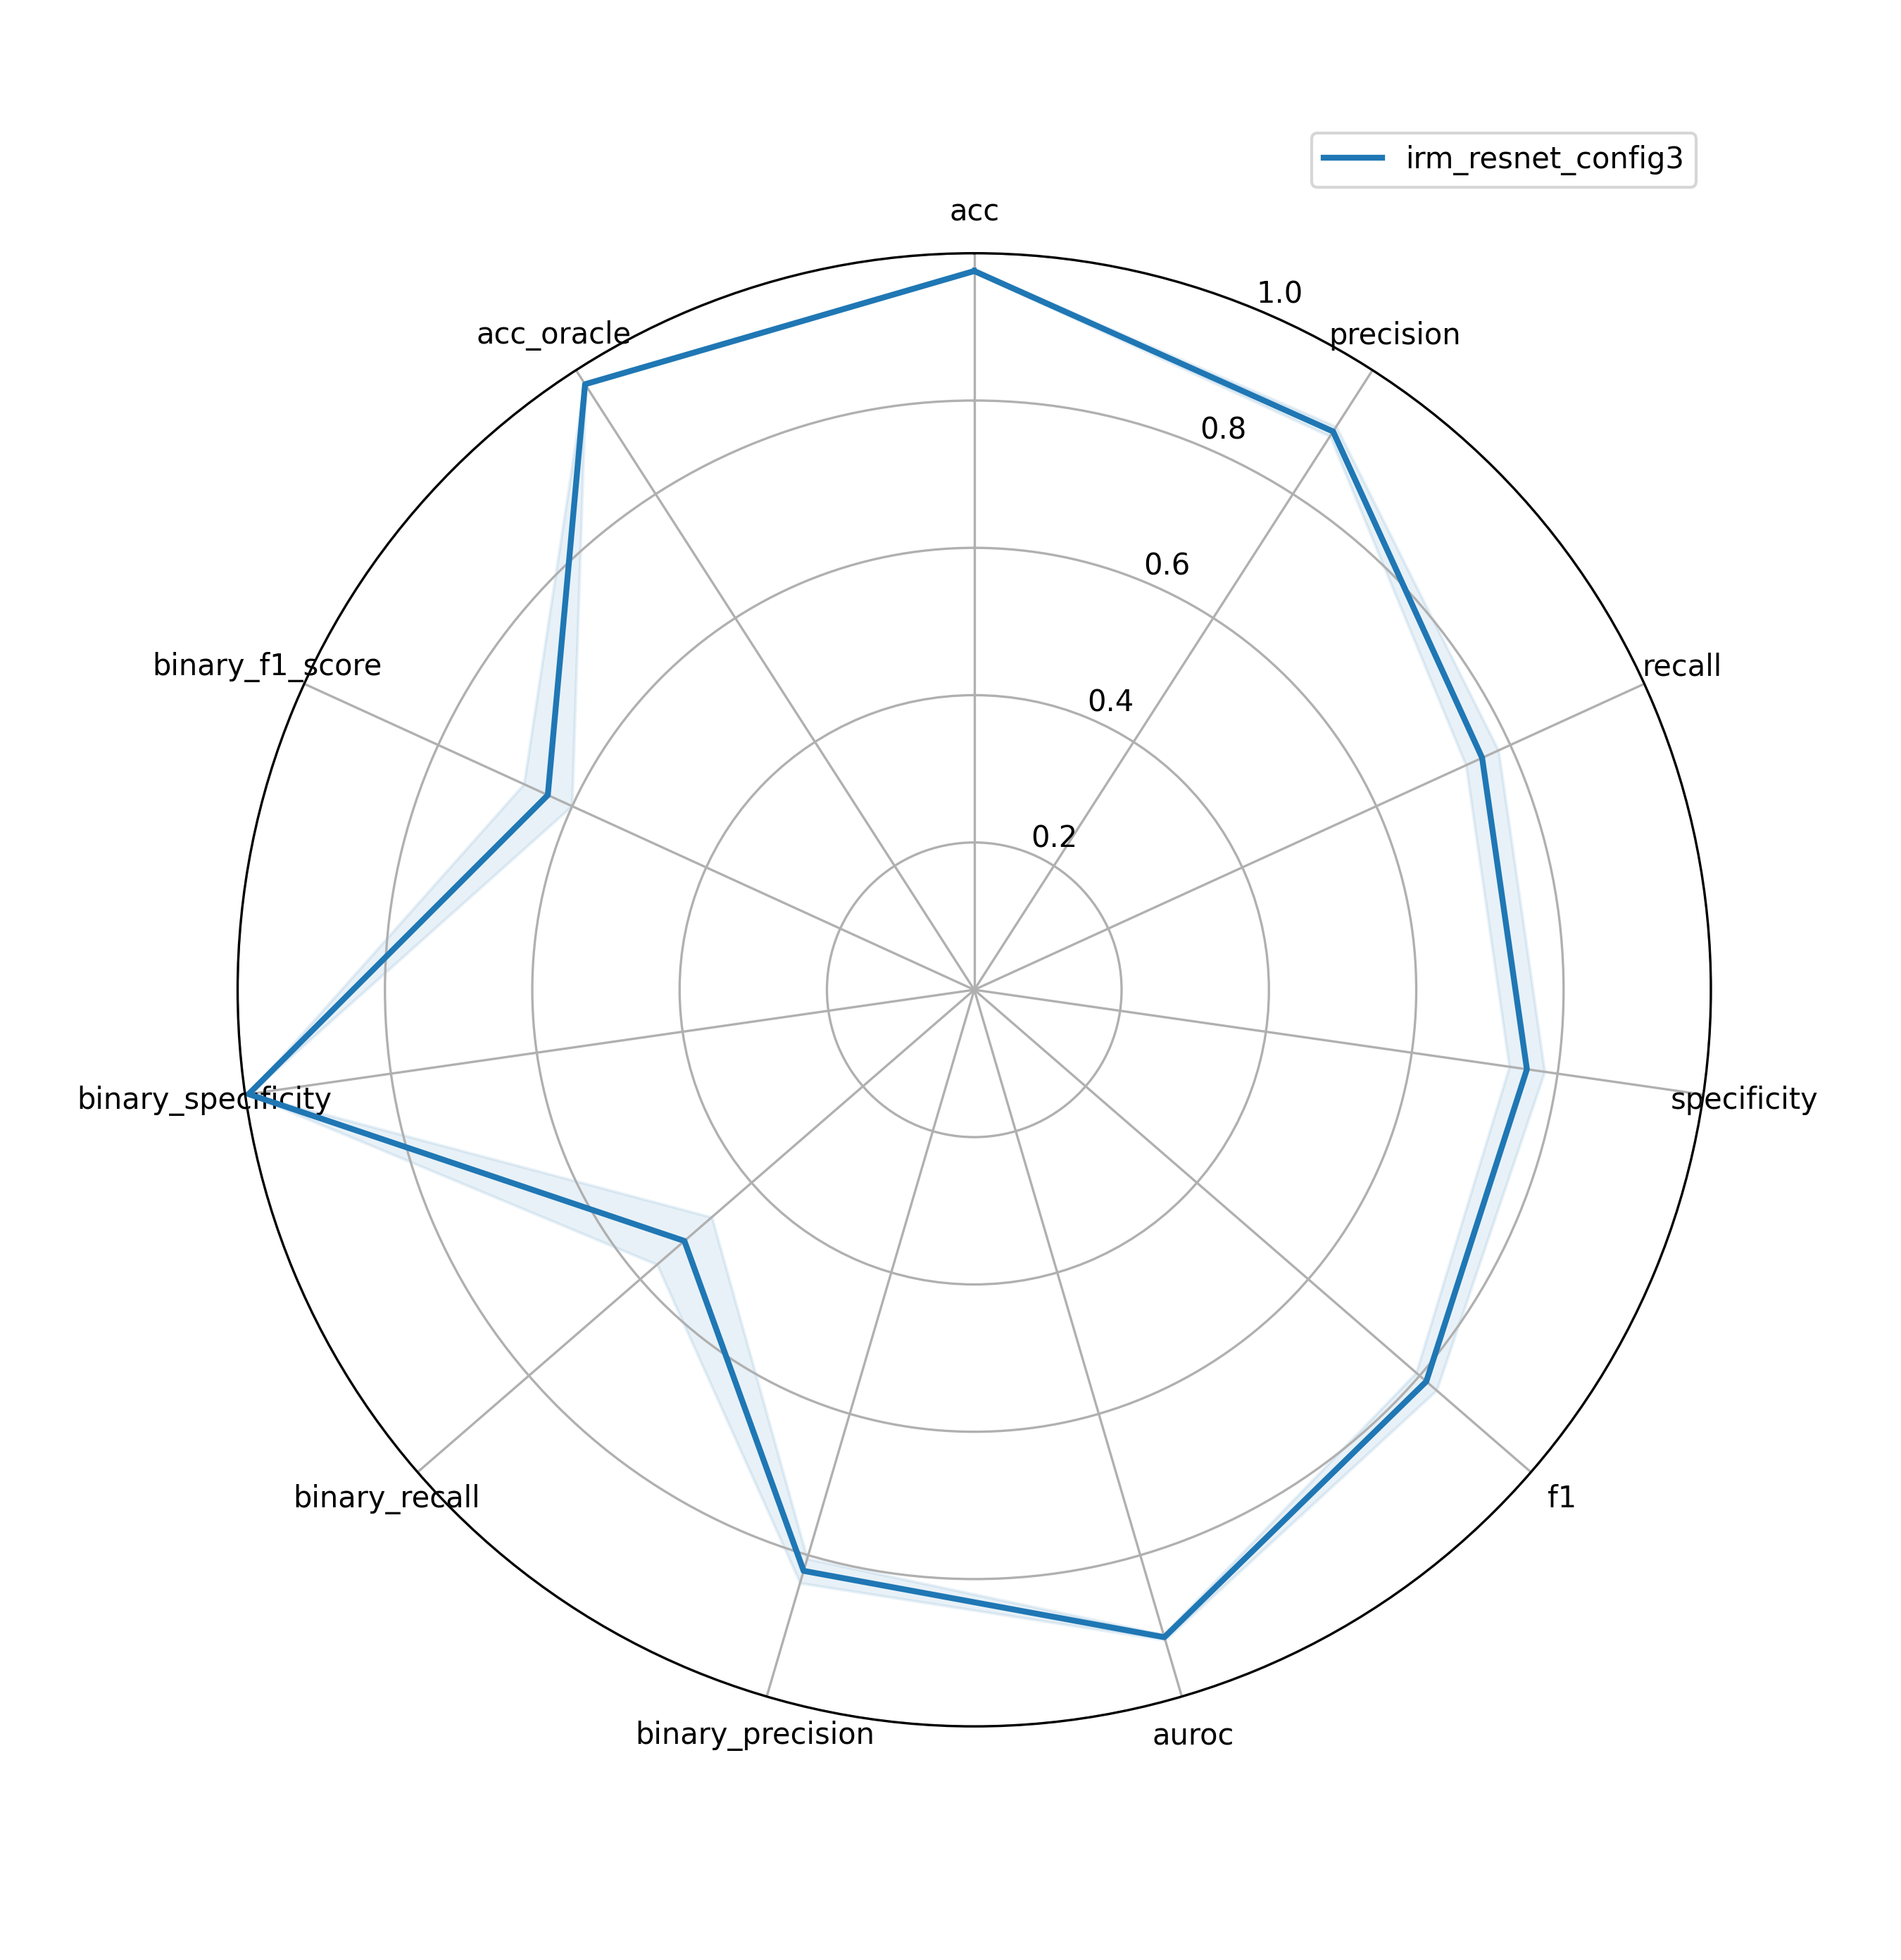 irm_resnet_config3
acc
1.0
acc_oracle
precision
0.8
0.6
binary_f1_score
recall
0.4
0.2
binary_specificity
specificity
binary_recall
f1
binary_precision
auroc